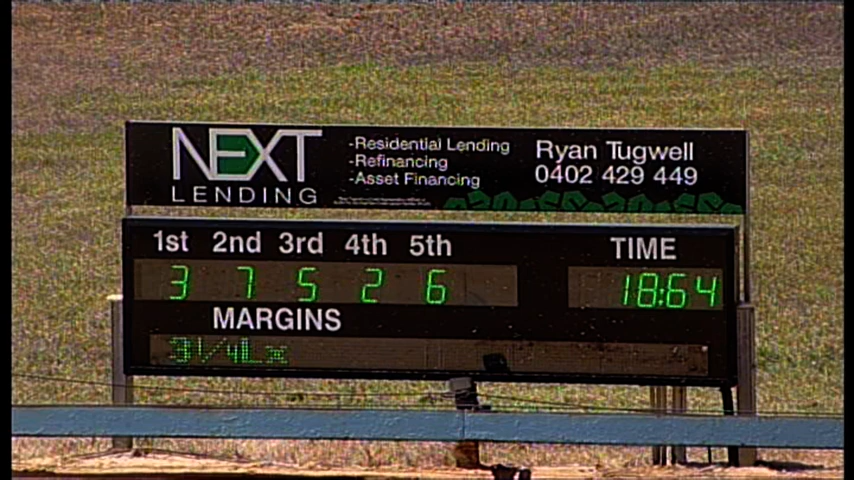 NEXT
LENDING
-Residential Lending
-Refinancing
-Asset Financing
Ryan Tugwell
0402 429 449
1st 2nd 3rd 4th 5th TIME
3 7 5 2 6 18:64
MARGINS
3 1/4L